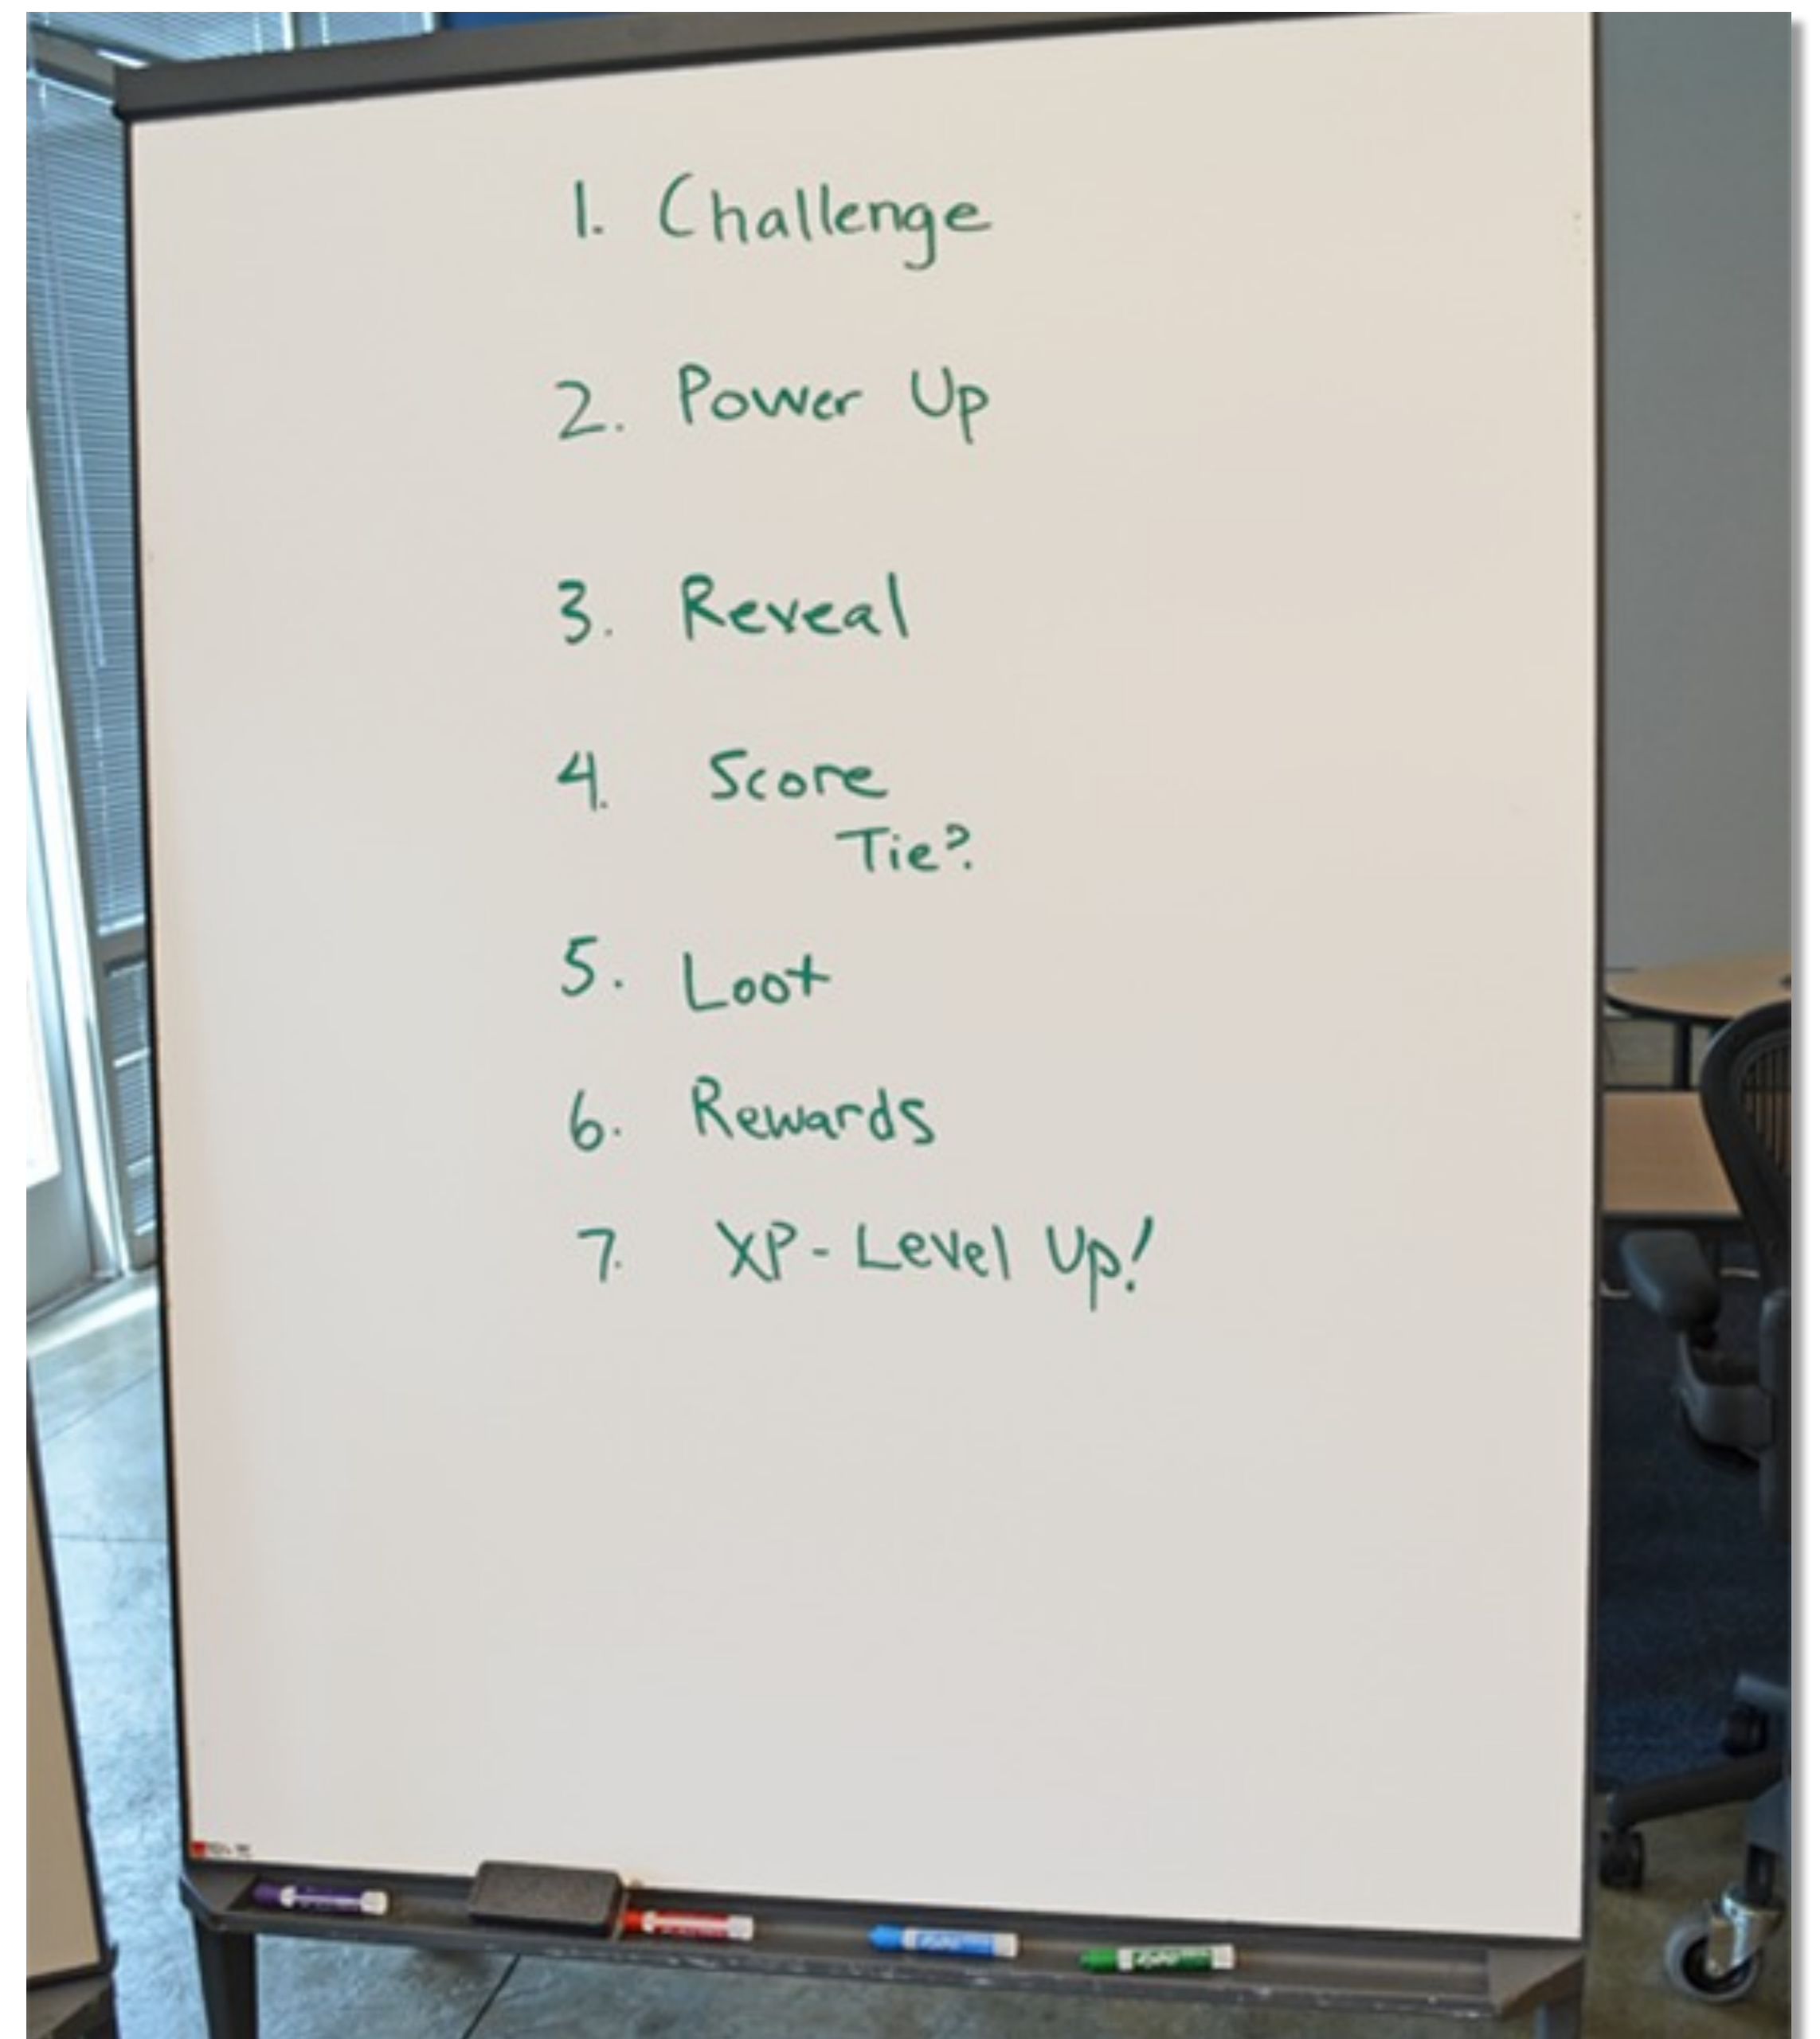 1. Challenge
2. Power Up
3. Reveal
4. Score
Tie?
5. Loot
6. Rewards
7. XP - Level Up!